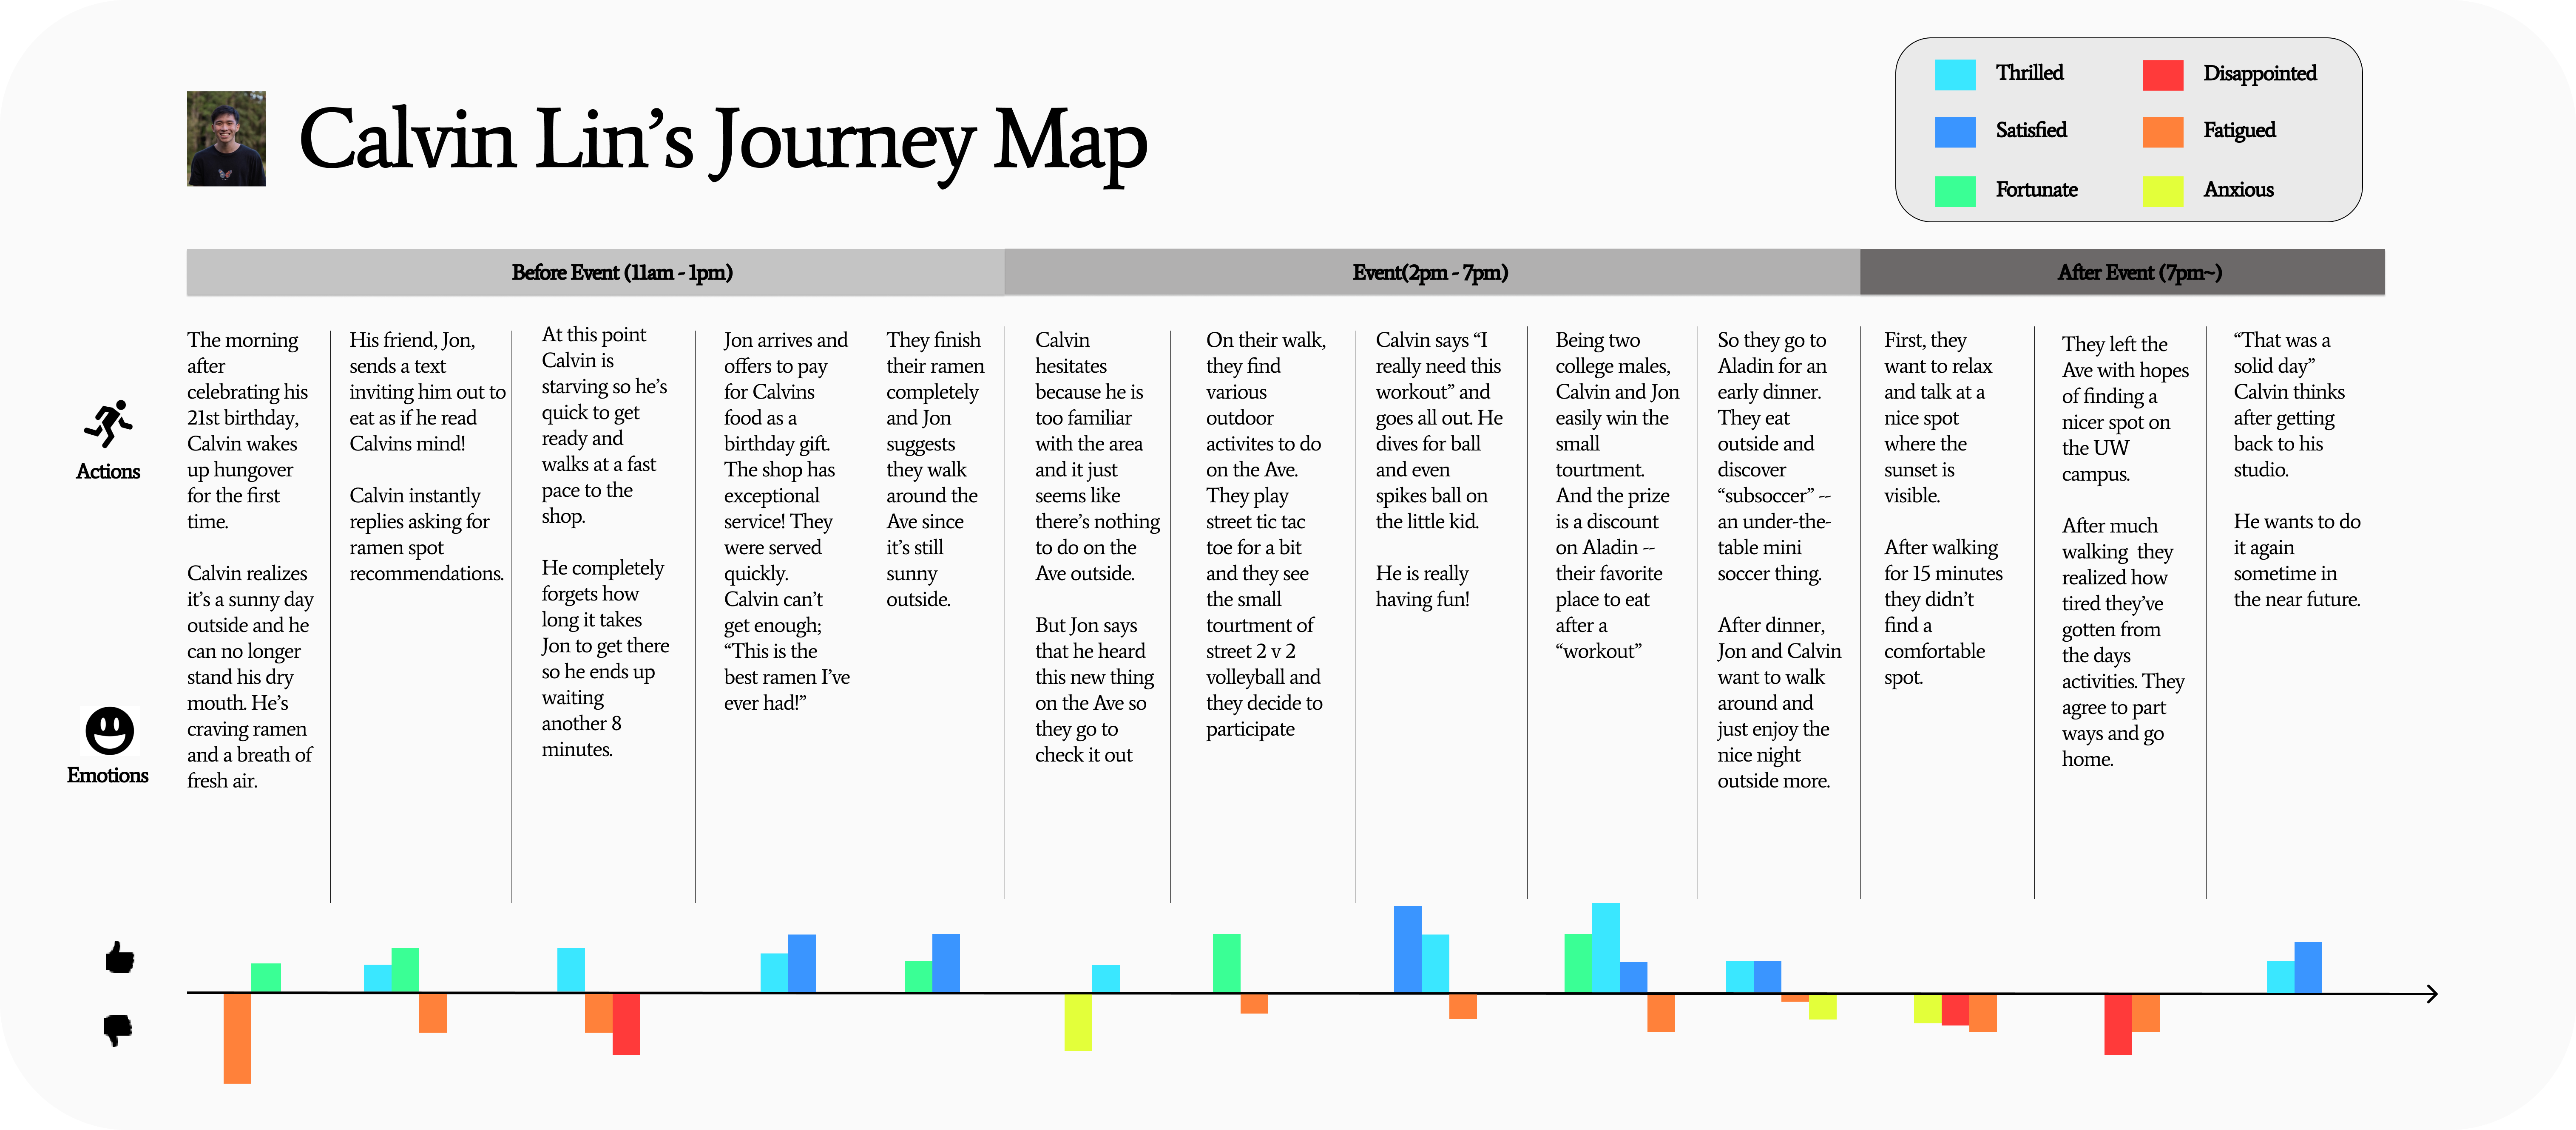 Calvin Lin's Journey Map
Thrilled
Satisfied
Fortunate
Disappointed
Fatigued
Anxious
Before Event (11am - 1pm)
Event(2pm - 7pm)
After Event (7pm~)
Actions
Emotions
The morning
after
celebrating his
21st birthday,
Calvin wakes
up hungover
for the first
time.
Calvin realizes
it's a sunny day
outside and he
can no longer
stand his dry
mouth. He's
craving ramen
and a breath of
fresh air.
His friend, Jon,
sends a text
inviting him out to
eat as if he read
Calvins mind!
Calvin instantly
replies asking for
ramen spot
recommendations.
At this point
Calvin is
starving so he's
quick to get
ready and
walks at a fast
pace to the
shop.
He completely
forgets how
long it takes
Jon to get there
so he ends up
waiting
another 8
minutes.
Jon arrives and
offers to pay
for Calvins
food as a
birthday gift.
The shop has
exceptional
service! They
were served
quickly.
Calvin can't
get enough;
“This is the
best ramen I've
ever had!”
They finish
their ramen
completely
and Jon
suggests
they walk
around the
Ave since
it's still
sunny
outside.
Calvin
hesitates
because he is
too familiar
with the area
and it just
seems like
there's nothing
to do on the
Ave outside.
But Jon says
that he heard
this new thing
on the Ave so
they go to
check it out
On their walk,
they find
various
outdoor
activites to do
on the Ave.
They play
street tic tac
toe for a bit
and they see
the small
tourtment of
street 2 v 2
volleyball and
they decide to
participate
Calvin says “I
really need this
workout” and
goes all out. He
dives for ball
and even
spikes ball on
the little kid.
He is really
having fun!
Being two
college males,
Calvin and Jon
easily win the
small
tourtment.
And the prize
is a discount
on Aladin --
their favorite
place to eat
after a
“workout”
So they go to
Aladin for an
early dinner.
They eat
outside and
discover
“subsoccer” --
an under-the-
table mini
soccer thing.
After dinner,
Jon and Calvin
want to walk
around and
just enjoy the
nice night
outside more.
First, they
want to relax
and talk at a
nice spot
where the
sunset is
visible.
After walking
for 15 minutes
they didn't
find a
comfortable
spot.
They left the
Ave with hopes
of finding a
nicer spot on
the UW
campus.
After much
walking they
realized how
tired they've
gotten from
the days
activities. They
agree to part
ways and go
home.
“That was a
solid day”
Calvin thinks
after getting
back to his
studio.
He wants to do
it again
sometime in
the near future.